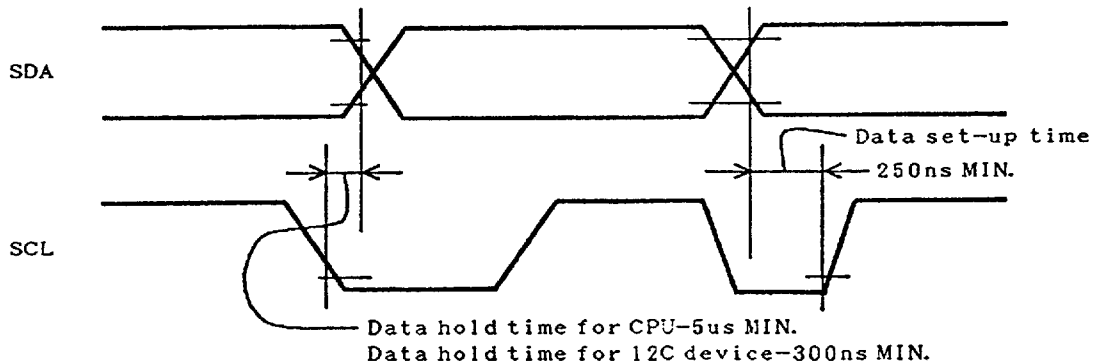 SDA
Data set-up time
250ns MIN.
SCL
Data hold time for CPU-5us MIN.
Data hold time for 12C device-300ns MIN.